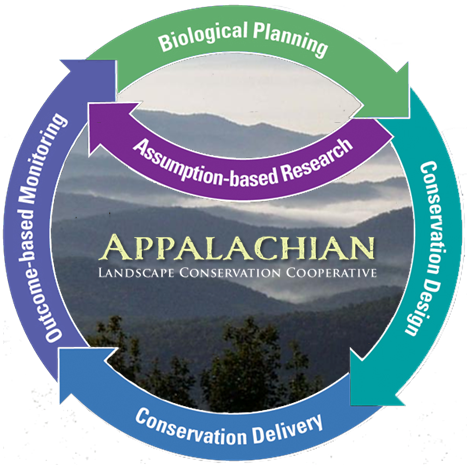 Biological Planning
Assumption-based Research
Outcome-based Monitoring
Conservation Design
APPALACHIAN
LANDSCAPE CONSERVATION COOPERATIVE
Conservation Delivery